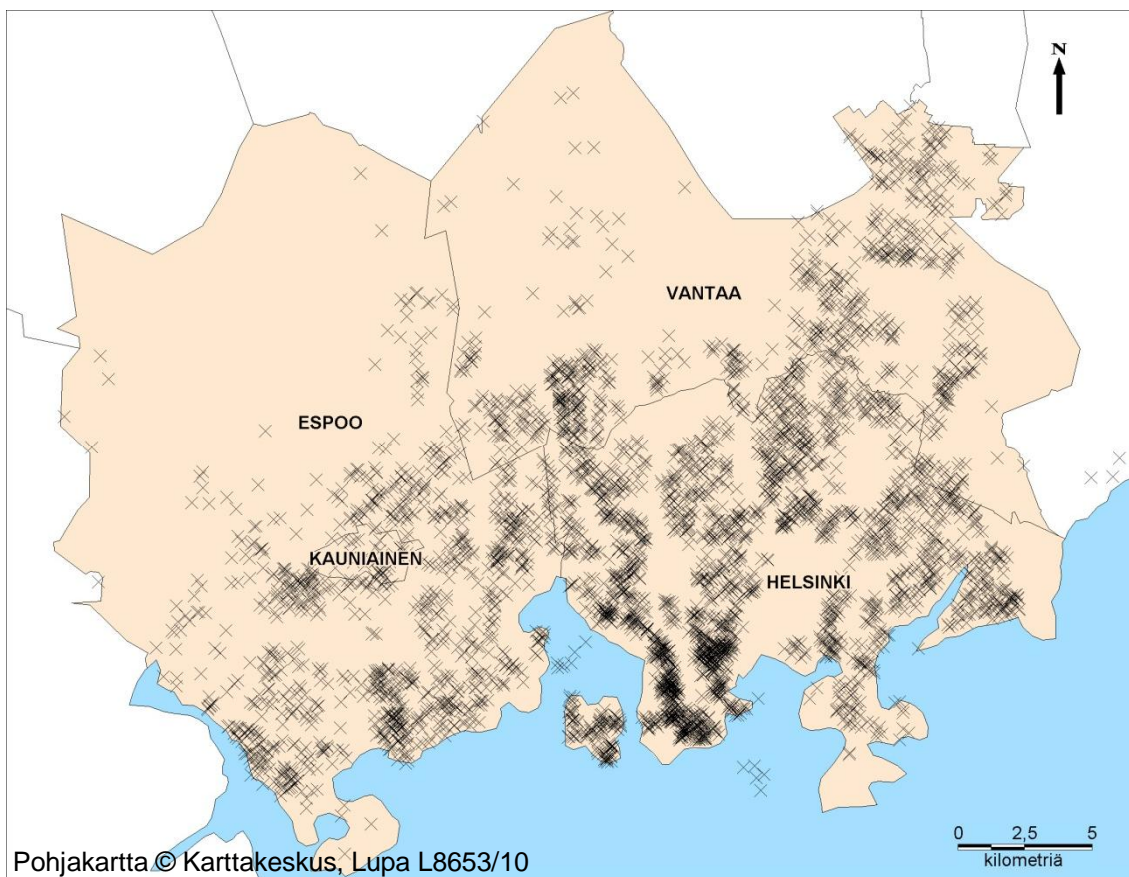 N
VANTAA
ESPOO
KAUNIAINEN
HELSINKI
0 2,5 5
kilometriä
Pohjakartta © Karttakeskus, Lupa L8653/10